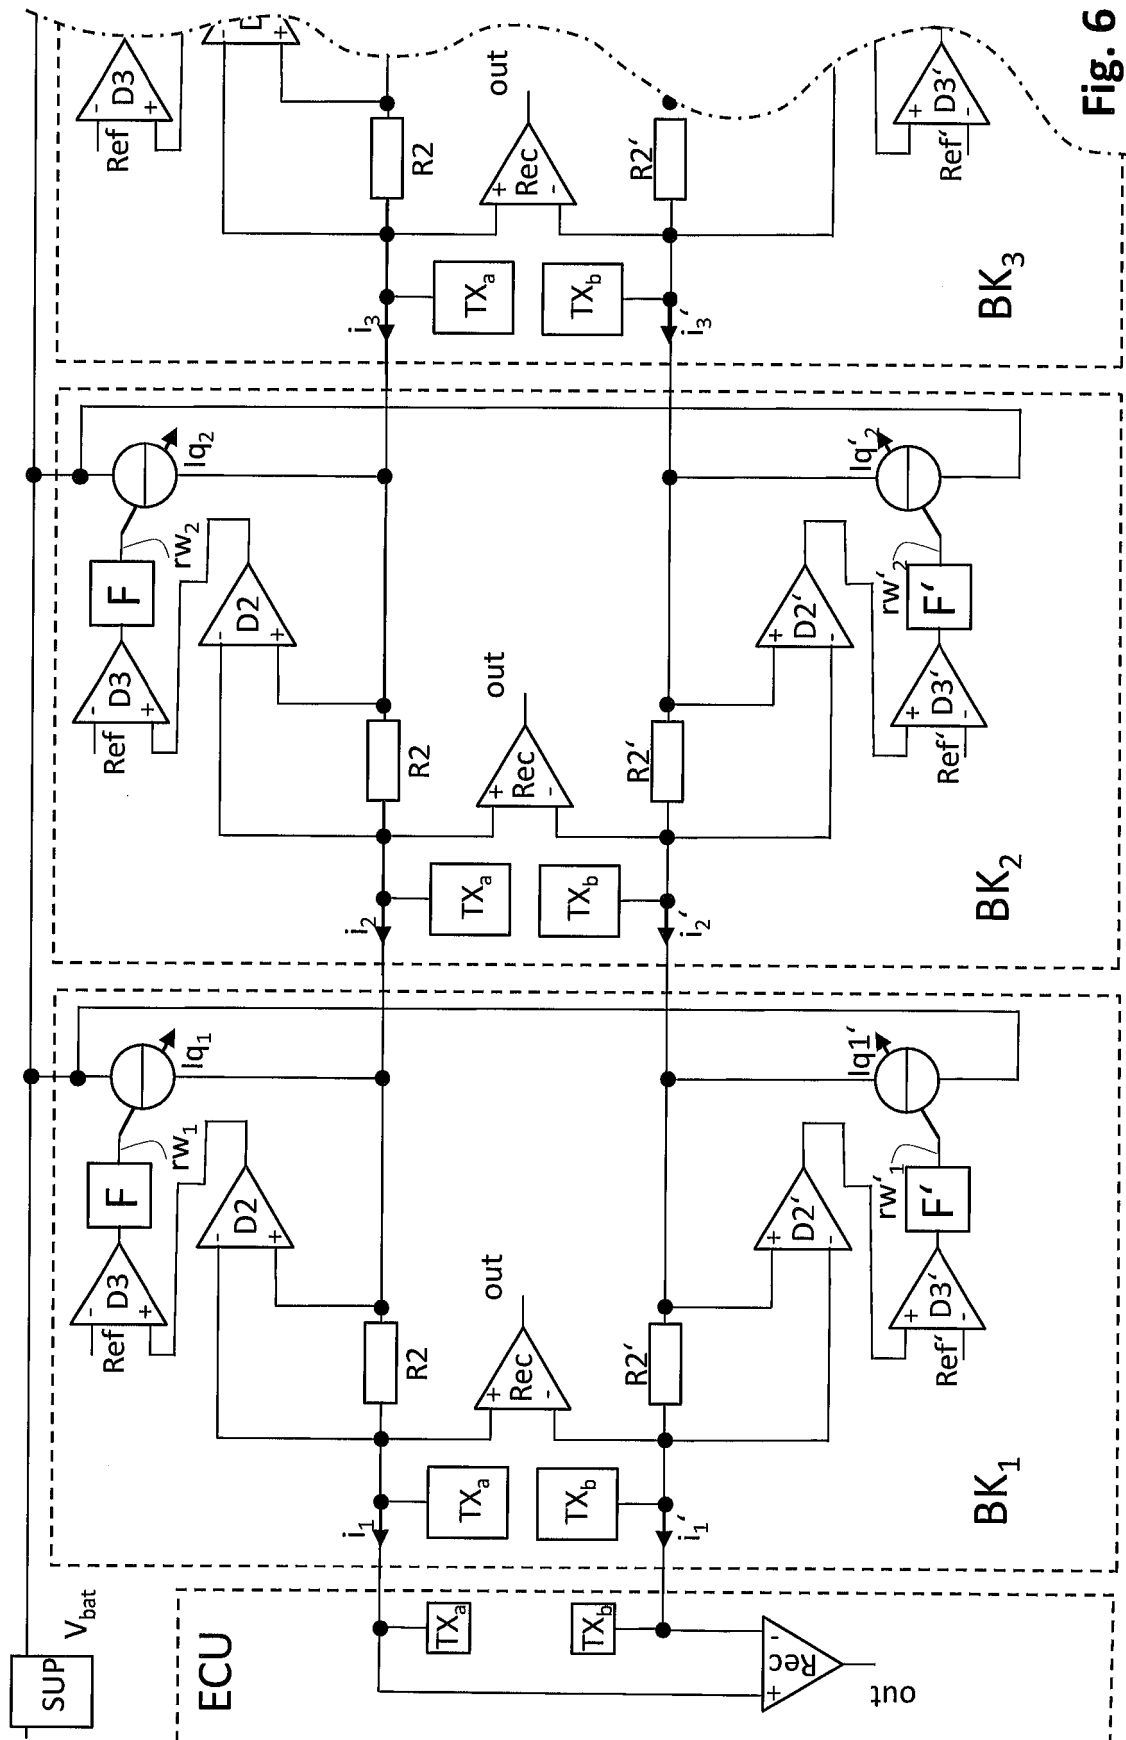 SUP
V_bat
ECU
TX_a
TX_b
+
-
Rec
out
BK_1
i_1
i_1'
TX_a
TX_b
R2
R2'
+
-
Rec
out
-
+
D2
+
-
D2'
Ref
-
+
D3
F
rw_1
Iq_1
Ref'
+
-
D3'
F'
rw'_1
Iq1'
BK_2
i_2
i_2'
TX_a
TX_b
R2
R2'
+
-
Rec
out
-
+
D2
+
-
D2'
Ref
-
+
D3
F
rw_2
Iq_2
Ref'
+
-
D3'
F'
rw'_2
Iq'_2
BK_3
i_3
i_3'
TX_a
TX_b
R2
R2'
+
-
Rec
out
-
+
Ref
-
+
D3
Ref'
+
-
D3'
Fig. 6